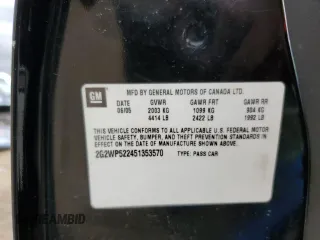 GM
MFD BY GENERAL MOTORS OF CANADA LTD.
DATE GVWR GAWR FRT GAWR RR
06/05 2003 KG 1099 KG 904 KG
4414 LB 2422 LB 1992 LB
THIS VEHICLE CONFORMS TO ALL APPLICABLE U.S. FEDERAL MOTOR
VEHICLE SAFETY, BUMPER, AND THEFT PREVENTION STANDARDS IN
EFFECT ON THE DATE OF MANUFACTURE SHOWN ABOVE.
2G2WP522451353570 TYPE: PASS CAR